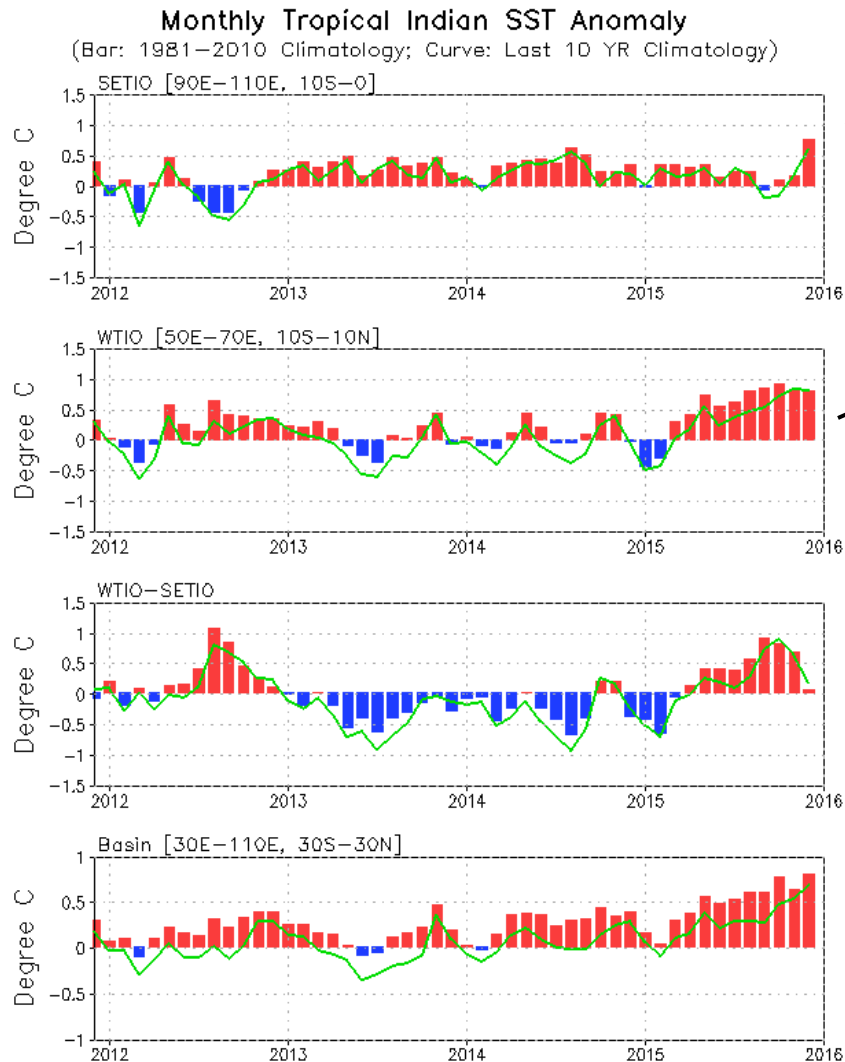 Monthly Tropical Indian SST Anomaly
(Bar: 1981-2010 Climatology; Curve: Last 10 YR Climatology)
SETIO [90E-110E, 10S-0]
Degree C
1.5
1
0.5
0
-0.5
-1
-1.5
2012 2013 2014 2015 2016
WTIO [50E-70E, 10S-10N]
Degree C
1.5
1
0.5
0
-0.5
-1
-1.5
2012 2013 2014 2015 2016
WTIO-SETIO
Degree C
1.5
1
0.5
0
-0.5
-1
-1.5
2012 2013 2014 2015 2016
Basin [30E-110E, 30S-30N]
Degree C
1
0.5
0
-0.5
-1
2012 2013 2014 2015 2016